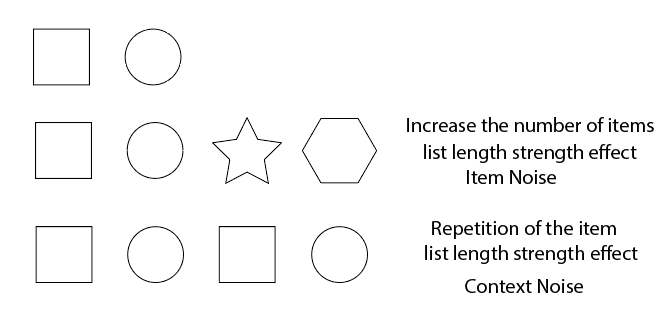 Increase the number of items
list length strength effect
Item Noise
Repetition of the item
list length strength effect
Context Noise